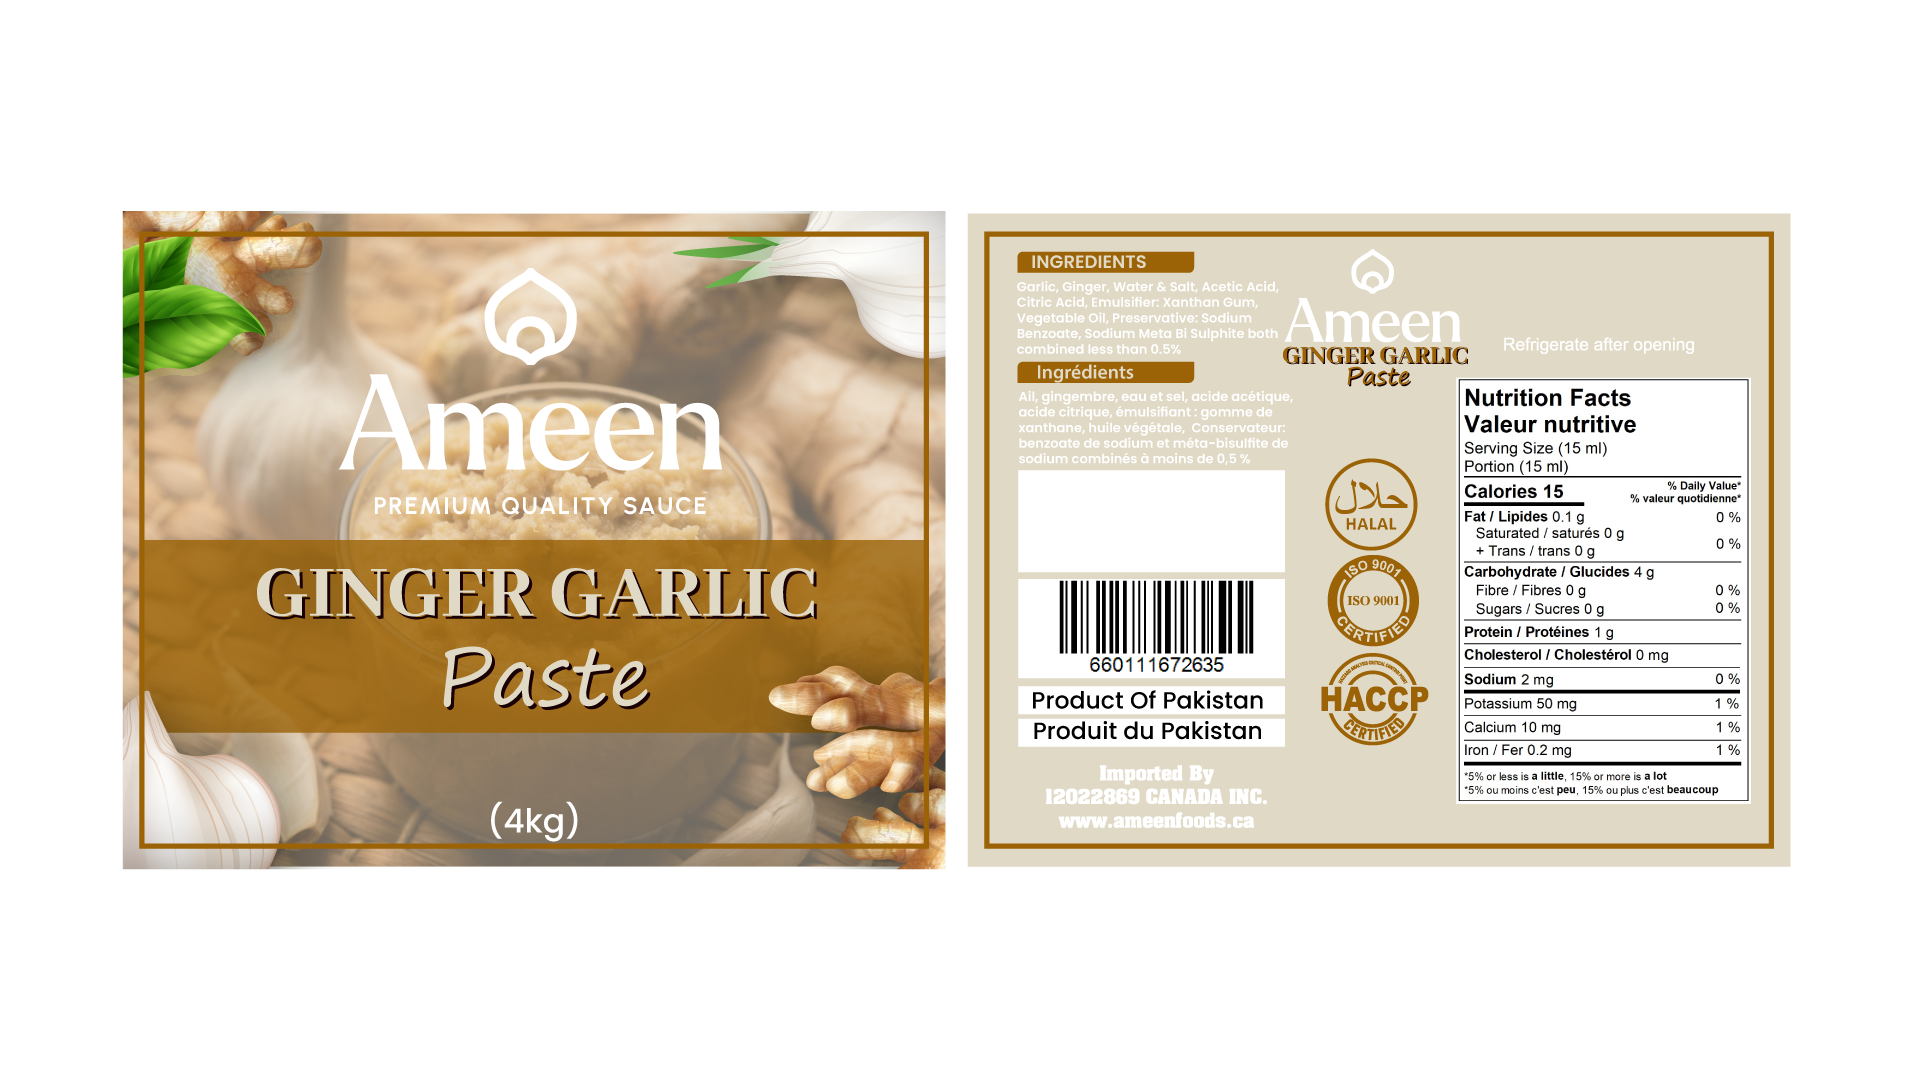 Ameen
PREMIUM QUALITY SAUCE
GINGER GARLIC
Paste
(4kg)
INGREDIENTS
Garlic, Ginger, Water & Salt, Acetic Acid,
Citric Acid, Emulsifier: Xanthan Gum,
Vegetable Oil, Preservative: Sodium
Benzoate, Sodium Meta Bi Sulphite both
combined less than 0.5%
Ingrédients
Ail, gingembre, eau et sel, acide acétique,
acide citrique, émulsifiant : gomme de
xanthane, huile végétale, Conservateur:
benzoate de sodium et méta-bisulfite de
sodium combinés à moins de 0,5 %
660111672635
Product Of Pakistan
Produit du Pakistan
Imported By
12022869 CANADA INC.
www.ameenfoods.ca
Ameen
GINGER GARLIC
Paste
حلال
HALAL
ISO 9001
ISO 9001
CERTIFIED
HACCP
CERTIFIED
Refrigerate after opening
Nutrition Facts
Valeur nutritive
Serving Size (15 ml)
Portion (15 ml)
Calories 15
% Daily Value*
% valeur quotidienne*
Fat / Lipides 0.1 g 0 %
Saturated / saturés 0 g
+ Trans / trans 0 g 0 %
Carbohydrate / Glucides 4 g
Fibre / Fibres 0 g 0 %
Sugars / Sucres 0 g 0 %
Protein / Protéines 1 g
Cholesterol / Cholestérol 0 mg
Sodium 2 mg 0 %
Potassium 50 mg 1 %
Calcium 10 mg 1 %
Iron / Fer 0.2 mg 1 %
*5% or less is a little, 15% or more is a lot
*5% ou moins c'est peu, 15% ou plus c'est beaucoup